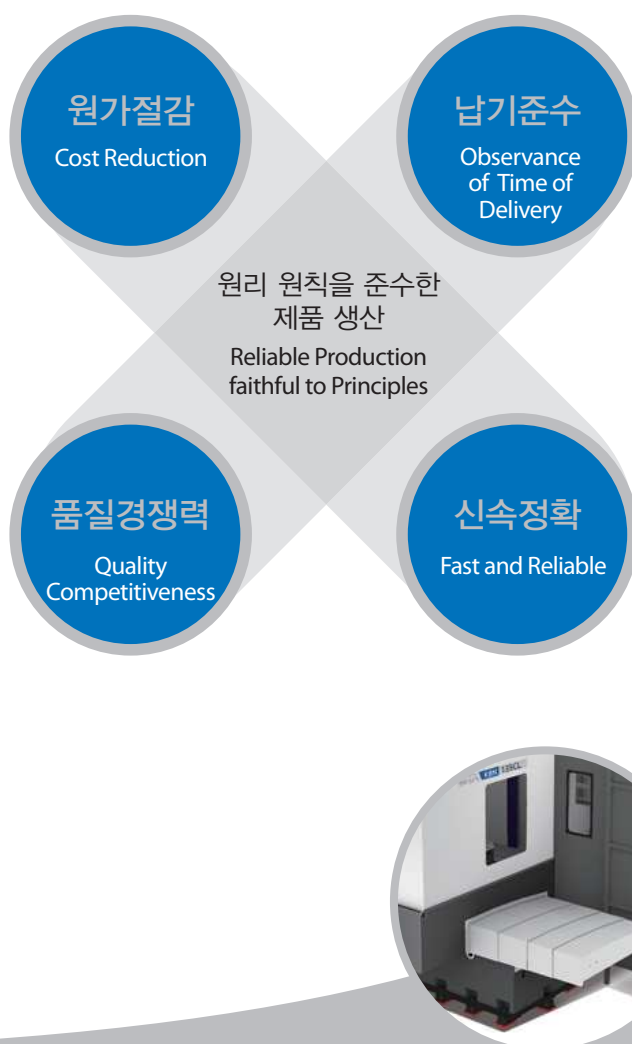 원가절감
Cost Reduction
납기준수
Observance
of Time of
Delivery
원리 원칙을 준수한
제품 생산
Reliable Production
faithful to Principles
품질경쟁력
Quality
Competitiveness
신속정확
Fast and Reliable